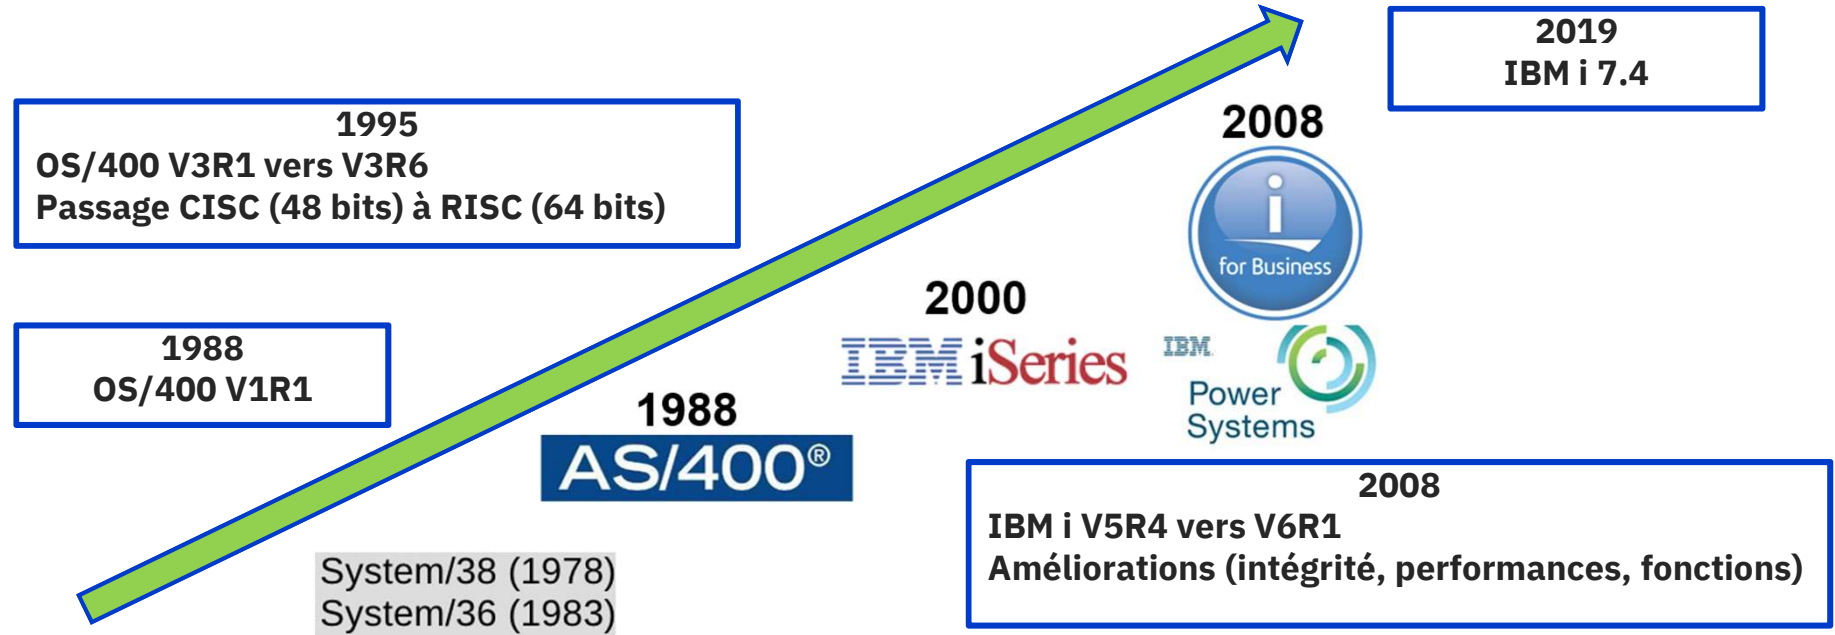 2019
IBM i 7.4
1995
OS/400 V3R1 vers V3R6
Passage CISC (48 bits) à RISC (64 bits)
2008
i
for Business
2000
IBM iSeries
1988
OS/400 V1R1
IBM
Power
Systems
1988
AS/400®
2008
IBM i V5R4 vers V6R1
Améliorations (intégrité, performances, fonctions)
System/38 (1978)
System/36 (1983)